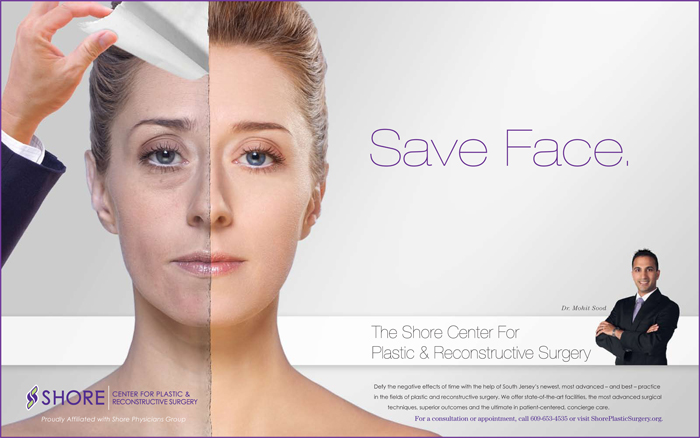 Save Face.
Dr. Mohit Sood
The Shore Center For
Plastic & Reconstructive Surgery
Defy the negative effects of time with the help of South Jersey's newest, most advanced – and best – practice
in the fields of plastic and reconstructive surgery. We offer state-of-the-art facilities, the most advanced surgical
techniques, superior outcomes and the ultimate in patient-centered, concierge care.
For a consultation or appointment, call 609-653-4535 or visit ShorePlasticSurgery.org.
SHORE
CENTER FOR PLASTIC &
RECONSTRUCTIVE SURGERY
Proudly Affiliated with Shore Physicians Group